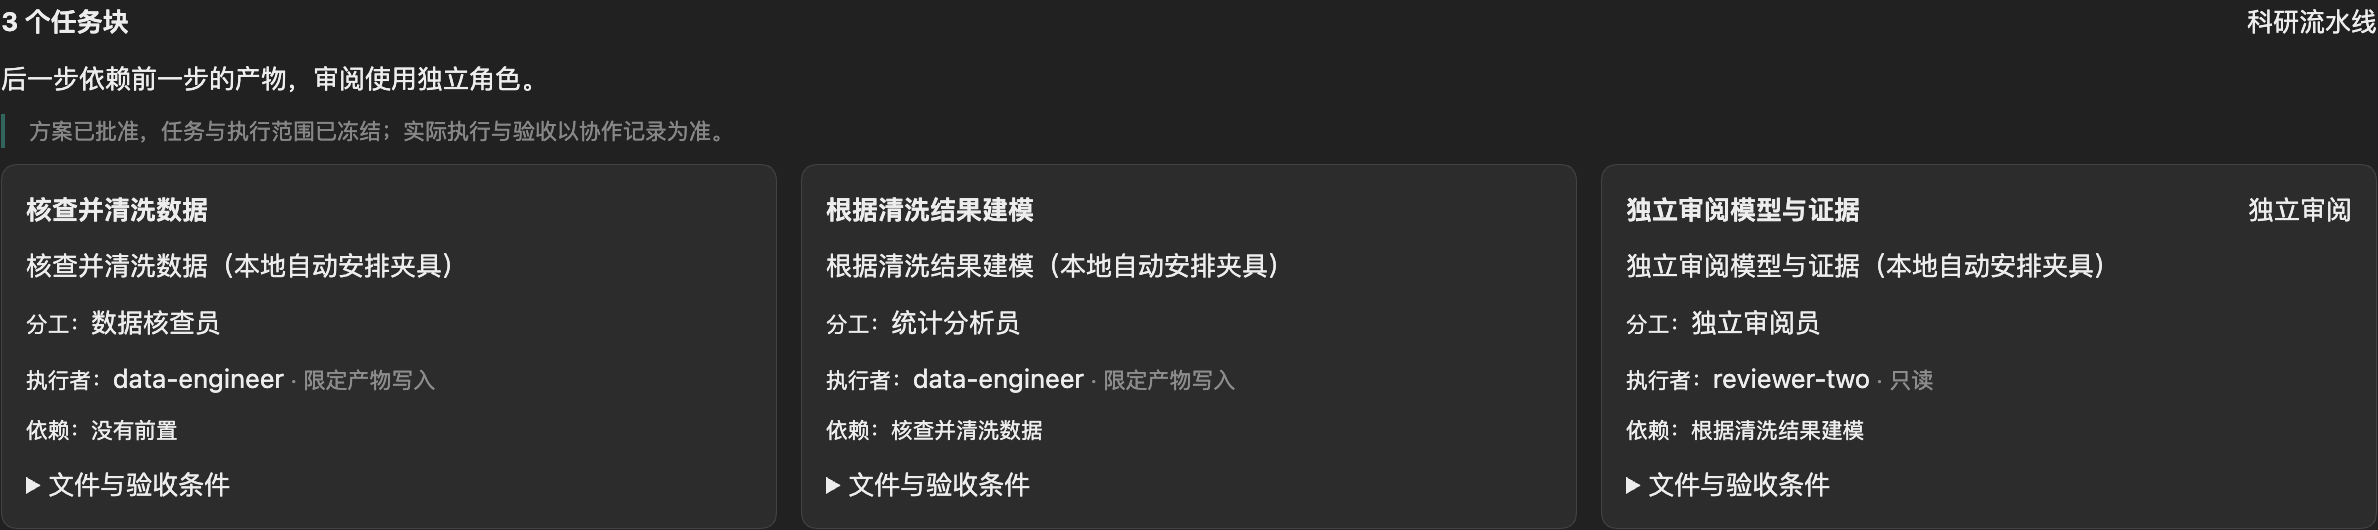 3 个任务块
科研流水线
后一步依赖前一步的产物，审阅使用独立角色。
方案已批准，任务与执行范围已冻结；实际执行与验收以协作记录为准。
核查并清洗数据
核查并清洗数据（本地自动安排夹具）
分工：数据核查员
执行者：data-engineer · 限定产物写入
依赖：没有前置
▶ 文件与验收条件
根据清洗结果建模
根据清洗结果建模（本地自动安排夹具）
分工：统计分析员
执行者：data-engineer · 限定产物写入
依赖：核查并清洗数据
▶ 文件与验收条件
独立审阅模型与证据
独立审阅
独立审阅模型与证据（本地自动安排夹具）
分工：独立审阅员
执行者：reviewer-two · 只读
依赖：根据清洗结果建模
▶ 文件与验收条件